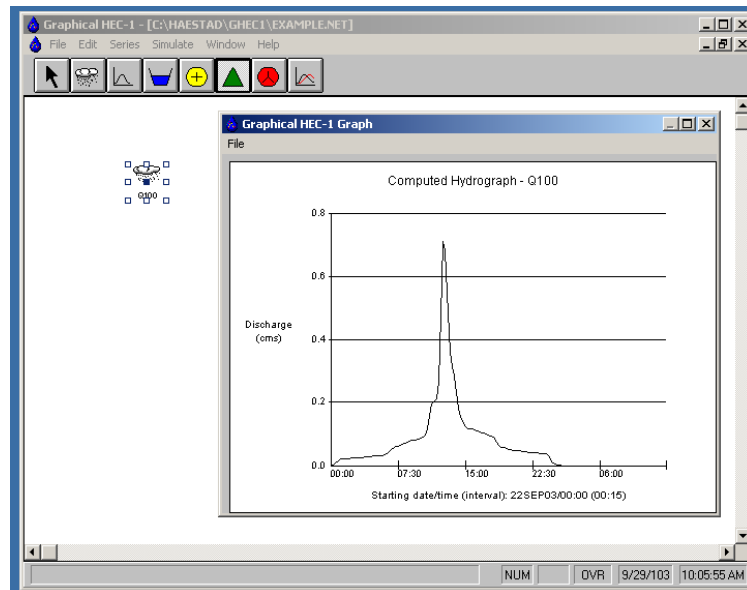 Graphical HEC-1 - [C:\HAESTAD\GHEC1\EXAMPLE.NET]
File Edit Series Simulate Window Help
Graphical HEC-1 Graph
File
Q100
Computed Hydrograph - Q100
0.8
0.6
Discharge
(cms)
0.4
0.2
0.0
00:00 07:30 15:00 22:30 06:00
Starting date/time (interval): 22SEP03/00:00 (00:15)
NUM OVR 9/29/103 10:05:55 AM